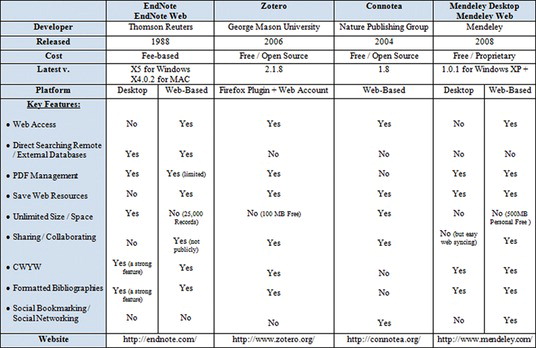 EndNote
EndNote Web Zotero Connotea Mendeley Desktop
Mendeley Web
Developer Thomson Reuters George Mason University Nature Publishing Group Mendeley
Released 1988 2006 2004 2008
Cost Fee-based Free / Open Source Free / Open Source Free / Proprietary
Latest v. X5 for Windows
X4.0.2 for MAC 2.1.8 1.8 1.0.1 for Windows XP +
Platform Desktop Web-Based Firefox Plugin + Web Account Web-Based Desktop Web-Based
Key Features:
• Web Access No Yes Yes Yes No Yes
• Direct Searching Remote
/ External Databases Yes Yes No No No No
• PDF Management Yes Yes (limited) Yes No Yes Yes
• Save Web Resources No Yes Yes Yes No Yes
• Unlimited Size / Space Yes No (25,000
Records) No (100 MB Free) Yes No No (500MB
Personal Free )
• Sharing / Collaborating No Yes (not
publicly) Yes Yes No (but easy
web syncing) Yes
• CWYW Yes (a strong
feature) Yes Yes No Yes Yes
• Formatted Bibliographies Yes (a strong
feature) Yes Yes No Yes Yes
• Social Bookmarking /
Social Networking No No No Yes No Yes
Website http://endnote.com/ http://www.zotero.org/ http://connotea.org/ http://www.mendeley.com/